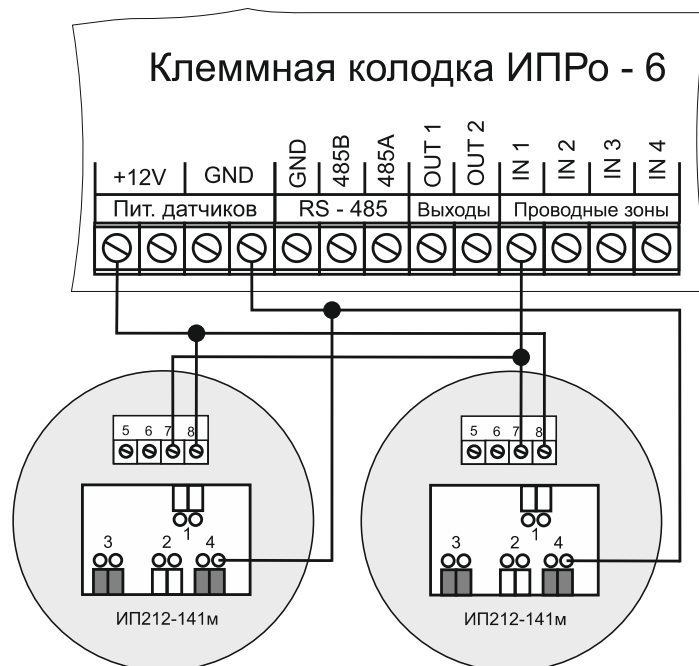 Клеммная колодка ИПРо - 6
+12V GND GND 485B 485A OUT 1 OUT 2 IN 1 IN 2 IN 3 IN 4
Пит. датчиков RS - 485 Выходы Проводные зоны
5 6 7 8
5 6 7 8
1
3 2 4
ИП212-141м
1
3 2 4
ИП212-141м